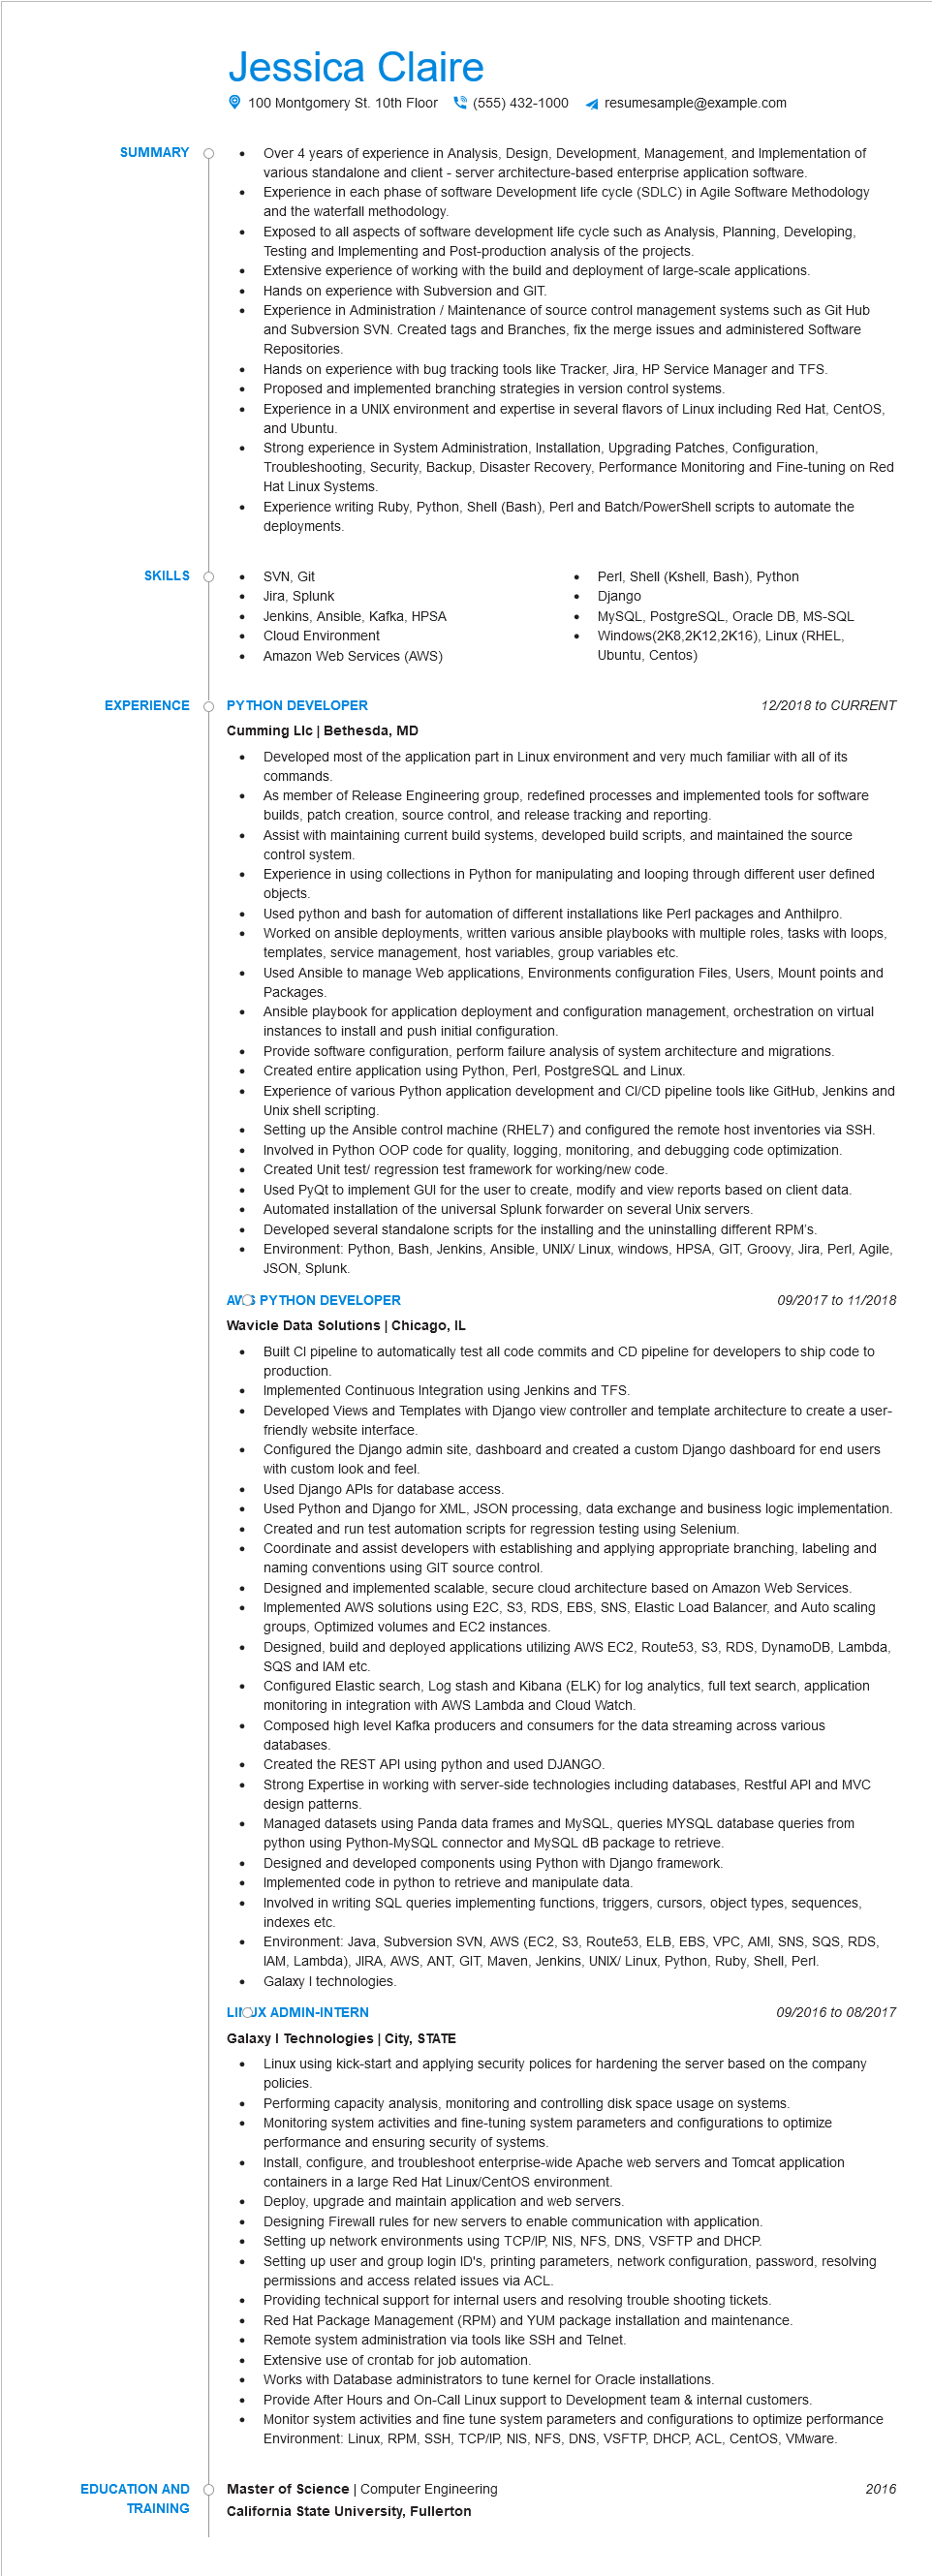 Jessica Claire
100 Montgomery St. 10th Floor (555) 432-1000 resumesample@example.com
SUMMARY
• Over 4 years of experience in Analysis, Design, Development, Management, and Implementation of
various standalone and client - server architecture-based enterprise application software.
• Experience in each phase of software Development life cycle (SDLC) in Agile Software Methodology
and the waterfall methodology.
• Exposed to all aspects of software development life cycle such as Analysis, Planning, Developing,
Testing and Implementing and Post-production analysis of the projects.
• Extensive experience of working with the build and deployment of large-scale applications.
• Hands on experience with Subversion and GIT.
• Experience in Administration / Maintenance of source control management systems such as Git Hub
and Subversion SVN. Created tags and Branches, fix the merge issues and administered Software
Repositories.
• Hands on experience with bug tracking tools like Tracker, Jira, HP Service Manager and TFS.
• Proposed and implemented branching strategies in version control systems.
• Experience in a UNIX environment and expertise in several flavors of Linux including Red Hat, CentOS,
and Ubuntu.
• Strong experience in System Administration, Installation, Upgrading Patches, Configuration,
Troubleshooting, Security, Backup, Disaster Recovery, Performance Monitoring and Fine-tuning on Red
Hat Linux Systems.
• Experience writing Ruby, Python, Shell (Bash), Perl and Batch/PowerShell scripts to automate the
deployments.
SKILLS
• SVN, Git
• Jira, Splunk
• Jenkins, Ansible, Kafka, HPSA
• Cloud Environment
• Amazon Web Services (AWS)
• Perl, Shell (Kshell, Bash), Python
• Django
• MySQL, PostgreSQL, Oracle DB, MS-SQL
• Windows(2K8,2K12,2K16), Linux (RHEL,
Ubuntu, Centos)
EXPERIENCE
PYTHON DEVELOPER 12/2018 to CURRENT
Cumming Llc | Bethesda, MD
• Developed most of the application part in Linux environment and very much familiar with all of its
commands.
• As member of Release Engineering group, redefined processes and implemented tools for software
builds, patch creation, source control, and release tracking and reporting.
• Assist with maintaining current build systems, developed build scripts, and maintained the source
control system.
• Experience in using collections in Python for manipulating and looping through different user defined
objects.
• Used python and bash for automation of different installations like Perl packages and Anthilpro.
• Worked on ansible deployments, written various ansible playbooks with multiple roles, tasks with loops,
templates, service management, host variables, group variables etc.
• Used Ansible to manage Web applications, Environments configuration Files, Users, Mount points and
Packages.
• Ansible playbook for application deployment and configuration management, orchestration on virtual
instances to install and push initial configuration.
• Provide software configuration, perform failure analysis of system architecture and migrations.
• Created entire application using Python, Perl, PostgreSQL and Linux.
• Experience of various Python application development and CI/CD pipeline tools like GitHub, Jenkins and
Unix shell scripting.
• Setting up the Ansible control machine (RHEL7) and configured the remote host inventories via SSH.
• Involved in Python OOP code for quality, logging, monitoring, and debugging code optimization.
• Created Unit test/ regression test framework for working/new code.
• Used PyQt to implement GUI for the user to create, modify and view reports based on client data.
• Automated installation of the universal Splunk forwarder on several Unix servers.
• Developed several standalone scripts for the installing and the uninstalling different RPM's.
• Environment: Python, Bash, Jenkins, Ansible, UNIX/ Linux, windows, HPSA, GIT, Groovy, Jira, Perl, Agile,
JSON, Splunk.
AWS PYTHON DEVELOPER 09/2017 to 11/2018
Wavicle Data Solutions | Chicago, IL
• Built CI pipeline to automatically test all code commits and CD pipeline for developers to ship code to
production.
• Implemented Continuous Integration using Jenkins and TFS.
• Developed Views and Templates with Django view controller and template architecture to create a user-
friendly website interface.
• Configured the Django admin site, dashboard and created a custom Django dashboard for end users
with custom look and feel.
• Used Django APIs for database access.
• Used Python and Django for XML, JSON processing, data exchange and business logic implementation.
• Created and run test automation scripts for regression testing using Selenium.
• Coordinate and assist developers with establishing and applying appropriate branching, labeling and
naming conventions using GIT source control.
• Designed and implemented scalable, secure cloud architecture based on Amazon Web Services.
• Implemented AWS solutions using E2C, S3, RDS, EBS, SNS, Elastic Load Balancer, and Auto scaling
groups, Optimized volumes and EC2 instances.
• Designed, build and deployed applications utilizing AWS EC2, Route53, S3, RDS, DynamoDB, Lambda,
SQS and IAM etc.
• Configured Elastic search, Log stash and Kibana (ELK) for log analytics, full text search, application
monitoring in integration with AWS Lambda and Cloud Watch.
• Composed high level Kafka producers and consumers for the data streaming across various
databases.
• Created the REST API using python and used DJANGO.
• Strong Expertise in working with server-side technologies including databases, Restful API and MVC
design patterns.
• Managed datasets using Panda data frames and MySQL, queries MYSQL database queries from
python using Python-MySQL connector and MySQL dB package to retrieve.
• Designed and developed components using Python with Django framework.
• Implemented code in python to retrieve and manipulate data.
• Involved in writing SQL queries implementing functions, triggers, cursors, object types, sequences,
indexes etc.
• Environment: Java, Subversion SVN, AWS (EC2, S3, Route53, ELB, EBS, VPC, AMI, SNS, SQS, RDS,
IAM, Lambda), JIRA, AWS, ANT, GIT, Maven, Jenkins, UNIX/ Linux, Python, Ruby, Shell, Perl.
• Galaxy I technologies.
LINUX ADMIN-INTERN 09/2016 to 08/2017
Galaxy I Technologies | City, STATE
• Linux using kick-start and applying security polices for hardening the server based on the company
policies.
• Performing capacity analysis, monitoring and controlling disk space usage on systems.
• Monitoring system activities and fine-tuning system parameters and configurations to optimize
performance and ensuring security of systems.
• Install, configure, and troubleshoot enterprise-wide Apache web servers and Tomcat application
containers in a large Red Hat Linux/CentOS environment.
• Deploy, upgrade and maintain application and web servers.
• Designing Firewall rules for new servers to enable communication with application.
• Setting up network environments using TCP/IP, NIS, NFS, DNS, VSFTP and DHCP.
• Setting up user and group login ID's, printing parameters, network configuration, password, resolving
permissions and access related issues via ACL.
• Providing technical support for internal users and resolving trouble shooting tickets.
• Red Hat Package Management (RPM) and YUM package installation and maintenance.
• Remote system administration via tools like SSH and Telnet.
• Extensive use of crontab for job automation.
• Works with Database administrators to tune kernel for Oracle installations.
• Provide After Hours and On-Call Linux support to Development team & internal customers.
• Monitor system activities and fine tune system parameters and configurations to optimize performance
Environment: Linux, RPM, SSH, TCP/IP, NIS, NFS, DNS, VSFTP, DHCP, ACL, CentOS, VMware.
EDUCATION AND
TRAINING
Master of Science | Computer Engineering 2016
California State University, Fullerton